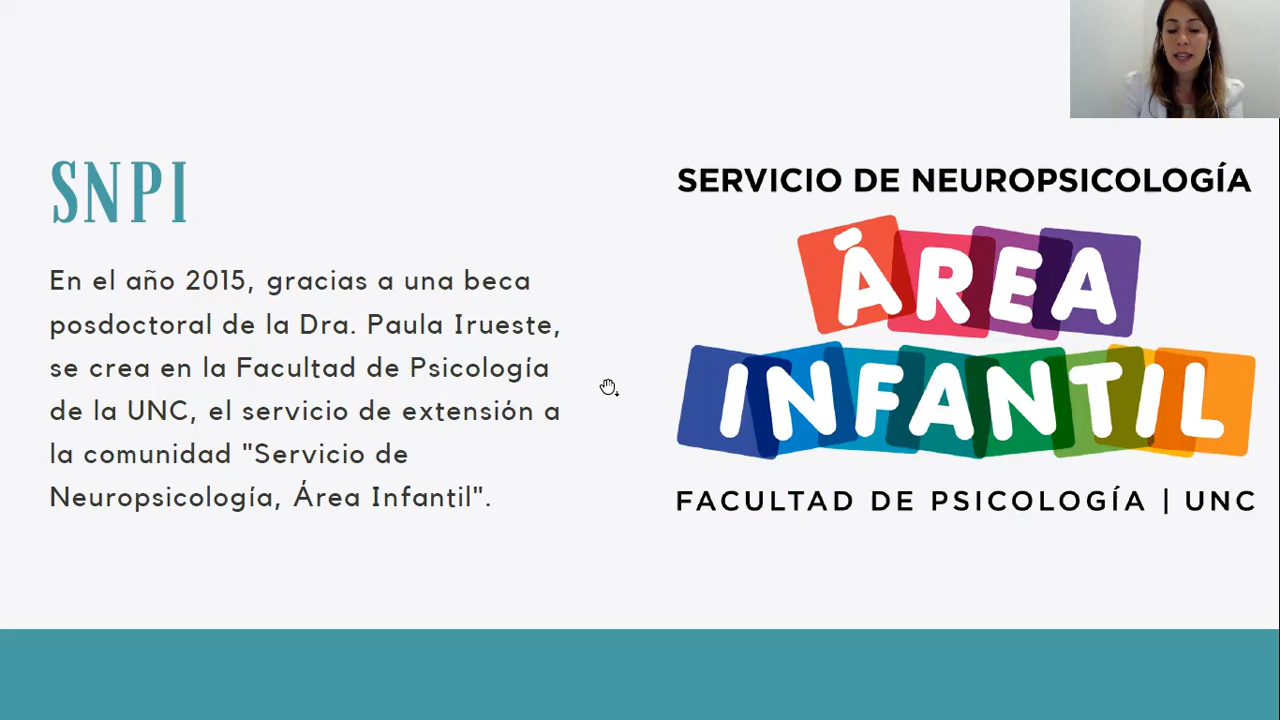 SNPI
En el año 2015, gracias a una beca
posdoctoral de la Dra. Paula Irueste,
se crea en la Facultad de Psicología
de la UNC, el servicio de extensión a
la comunidad "Servicio de
Neuropsicología, Área Infantil".
SERVICIO DE NEUROPSICOLOGÍA
ÁREA
INFANTIL
FACULTAD DE PSICOLOGÍA | UNC